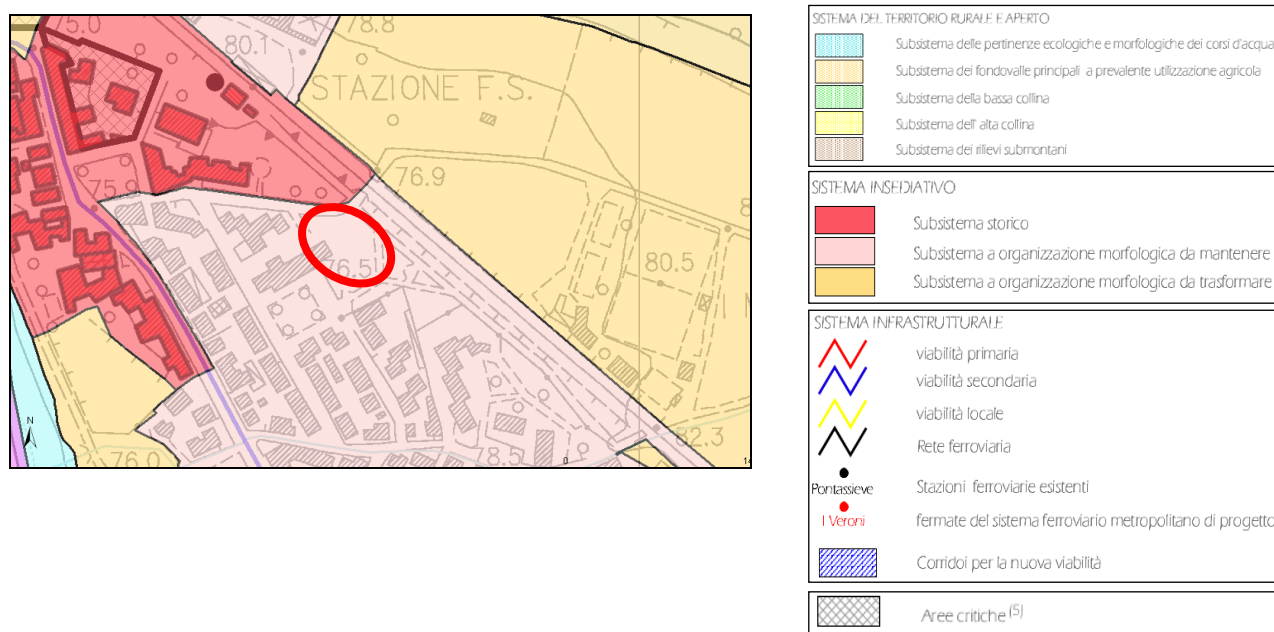 75.0
78.8
80.1
STAZIONE F.S.
75.9
76.9
76.5
80.5
82.3
78.5
76.0
N
0
SISTEMA DEL TERRITORIO RURALE E APERTO
Subsistema delle pertinenze ecologiche e morfologiche dei corsi d'acqua
Subsistema dei fondovalle principali a prevalente utilizzazione agricola
Subsistema della bassa collina
Subsistema dell' alta collina
Subsistema dei rilievi submontani
SISTEMA INSEDIATIVO
Subsistema storico
Subsistema a organizzazione morfologica da mantenere
Subsistema a organizzazione morfologica da trasformare
SISTEMA INFRASTRUTTURALE
viabilità primaria
viabilità secondaria
viabilità locale
Rete ferroviaria
Pontassieve Stazioni ferroviarie esistenti
I Veroni fermate del sistema ferroviario metropolitano di progetto
Corridoi per la nuova viabilità
Aree critiche (5)